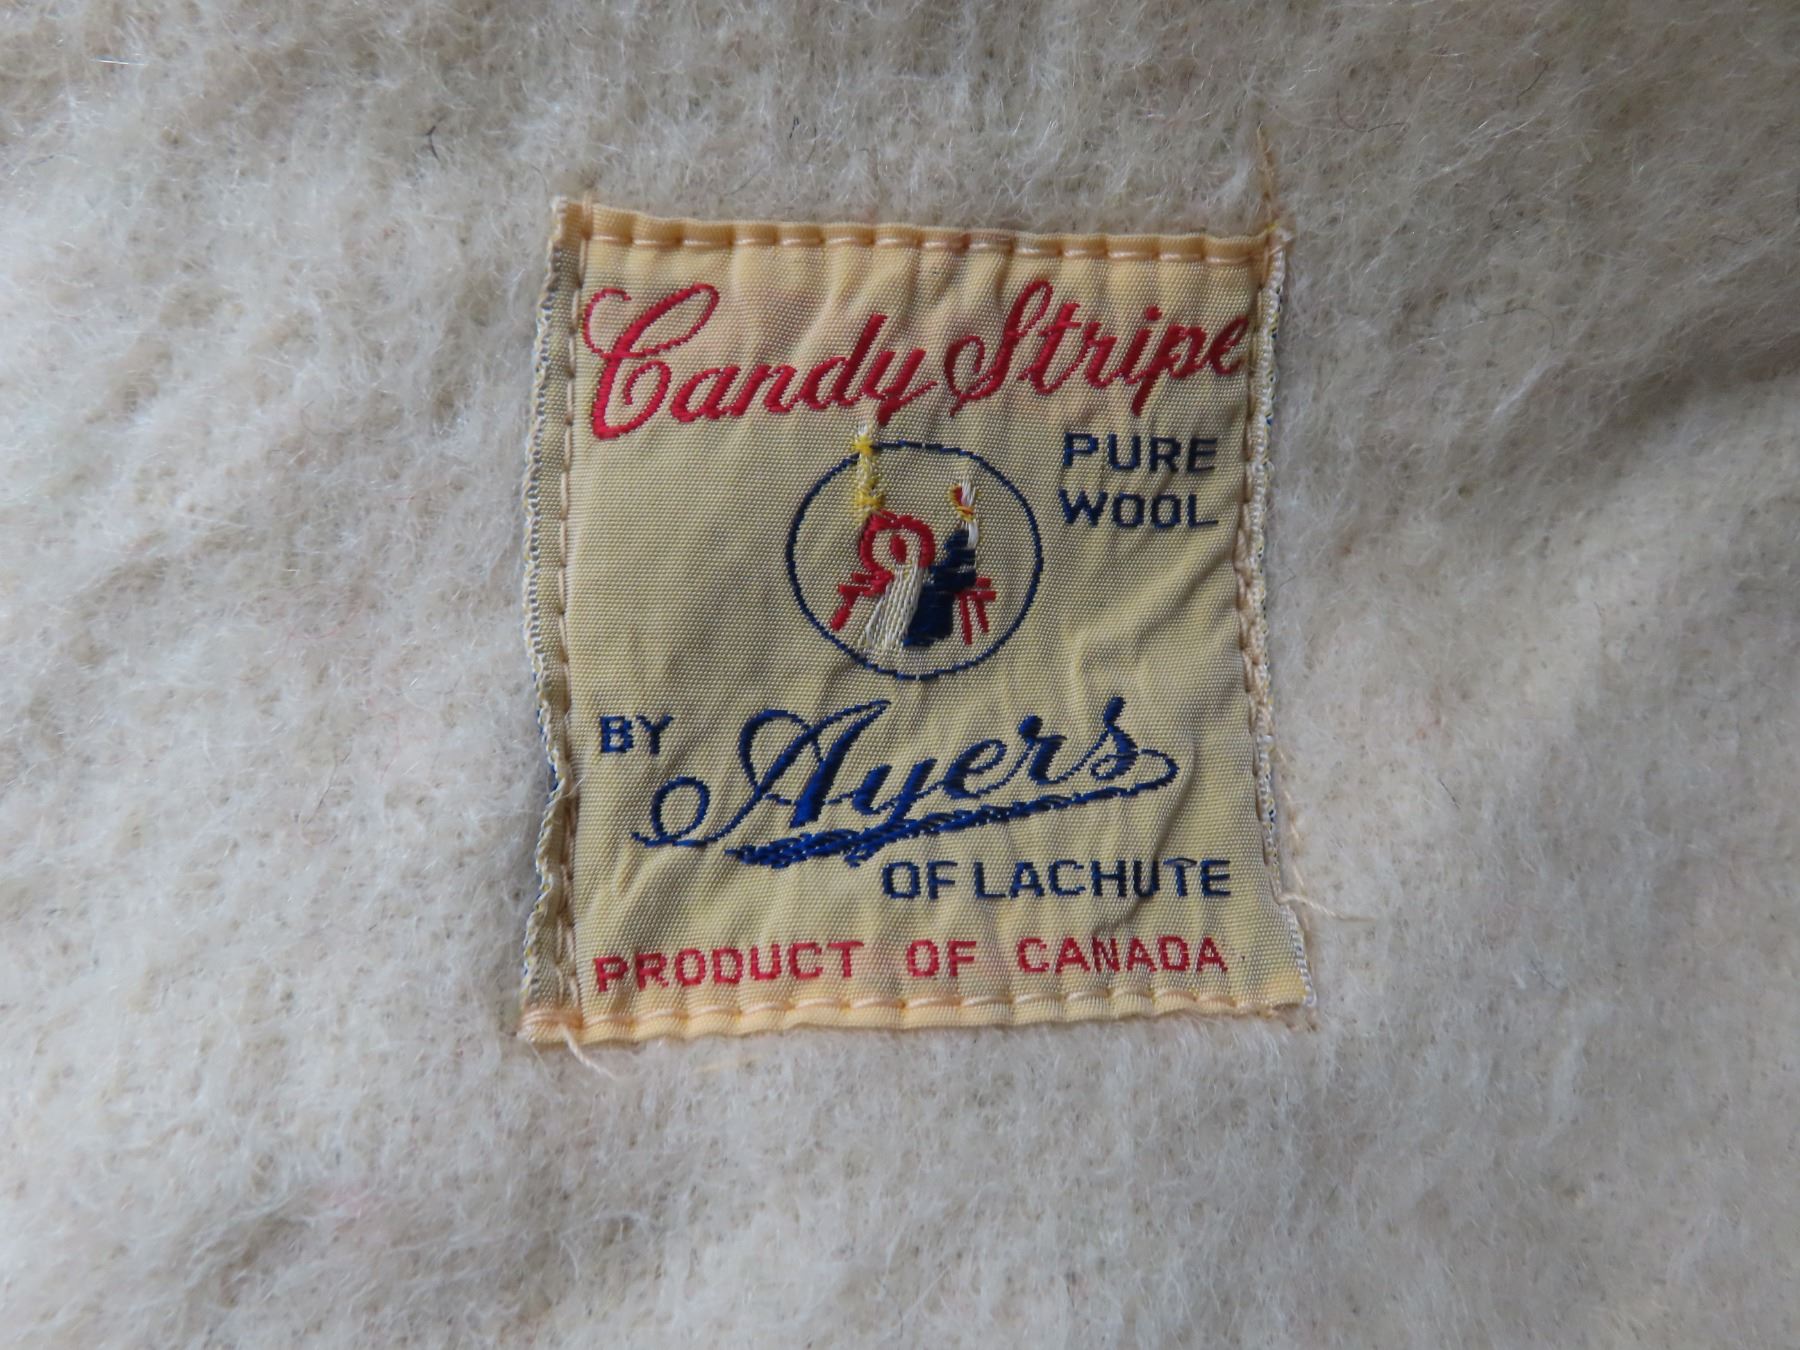 Candy Stripe
PURE
WOOL
BY Ayers
OF LACHUTE
PRODUCT OF CANADA